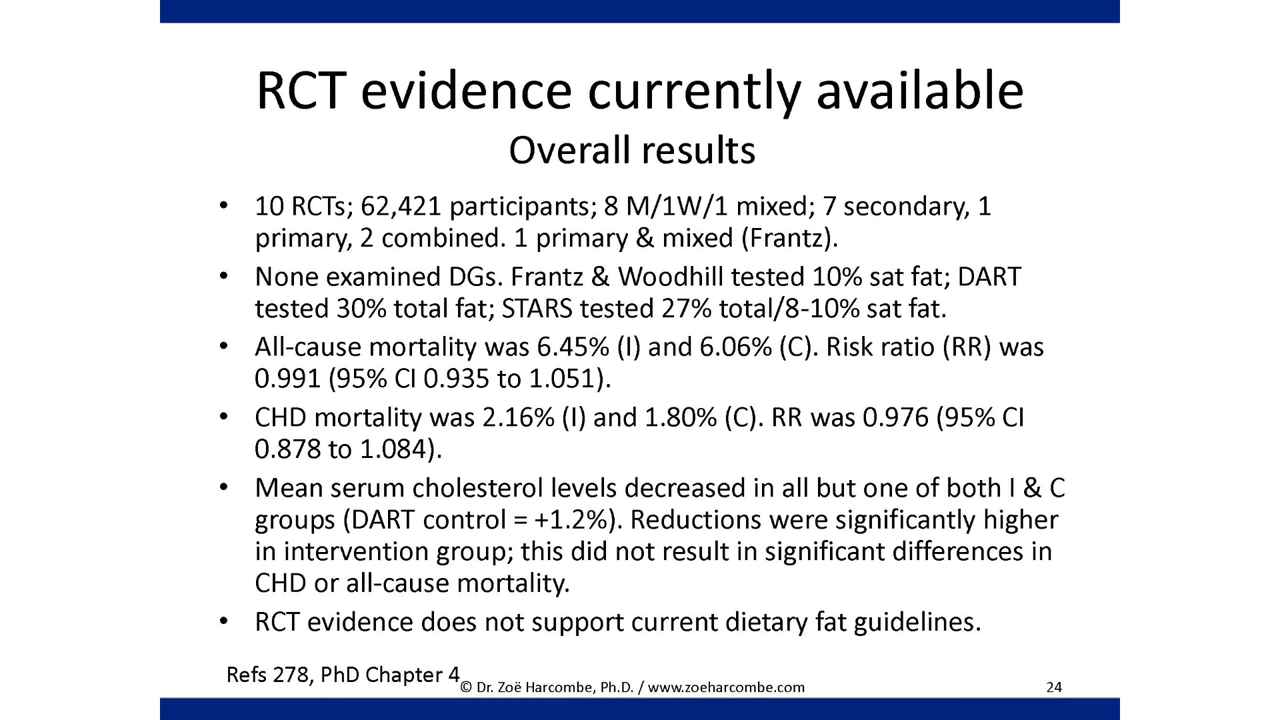 RCT evidence currently available
Overall results
• 10 RCTs; 62,421 participants; 8 M/1W/1 mixed; 7 secondary, 1
primary, 2 combined. 1 primary & mixed (Frantz).
• None examined DGs. Frantz & Woodhill tested 10% sat fat; DART
tested 30% total fat; STARS tested 27% total/8-10% sat fat.
• All-cause mortality was 6.45% (I) and 6.06% (C). Risk ratio (RR) was
0.991 (95% CI 0.935 to 1.051).
• CHD mortality was 2.16% (I) and 1.80% (C). RR was 0.976 (95% CI
0.878 to 1.084).
• Mean serum cholesterol levels decreased in all but one of both I & C
groups (DART control = +1.2%). Reductions were significantly higher
in intervention group; this did not result in significant differences in
CHD or all-cause mortality.
• RCT evidence does not support current dietary fat guidelines.
Refs 278, PhD Chapter 4
© Dr. Zoë Harcombe, Ph.D. / www.zoeharcombe.com
24